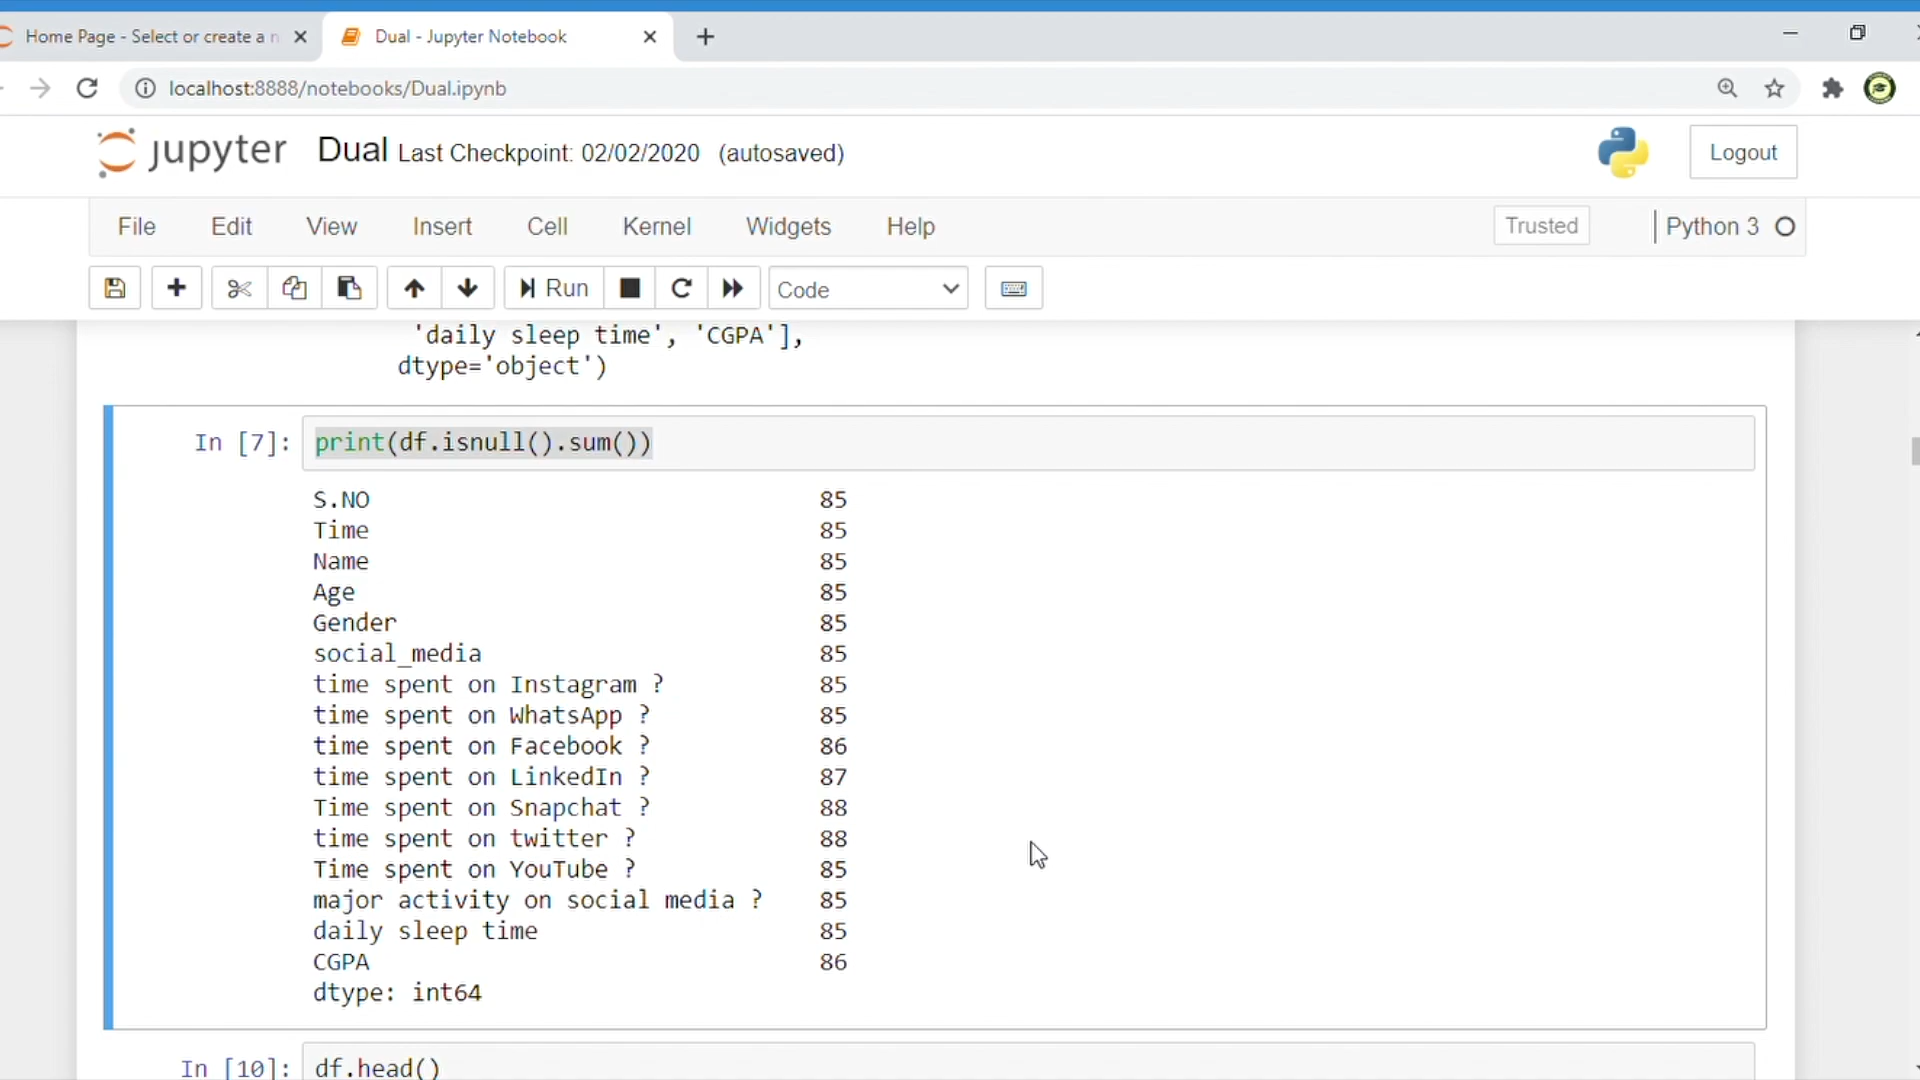 Home Page - Select or create a n
Dual - Jupyter Notebook
localhost:8888/notebooks/Dual.ipynb
jupyter Dual Last Checkpoint: 02/02/2020 (autosaved)
Logout
File Edit View Insert Cell Kernel Widgets Help Trusted Python 3
Run Code
'daily sleep time', 'CGPA'],
dtype='object')
In [7]: print(df.isnull().sum())
S.NO 85
Time 85
Name 85
Age 85
Gender 85
social_media 85
time spent on Instagram ? 85
time spent on WhatsApp ? 85
time spent on Facebook ? 86
time spent on LinkedIn ? 87
Time spent on Snapchat ? 88
time spent on twitter ? 88
Time spent on YouTube ? 85
major activity on social media ? 85
daily sleep time 85
CGPA 86
dtype: int64
In [10]: df.head()